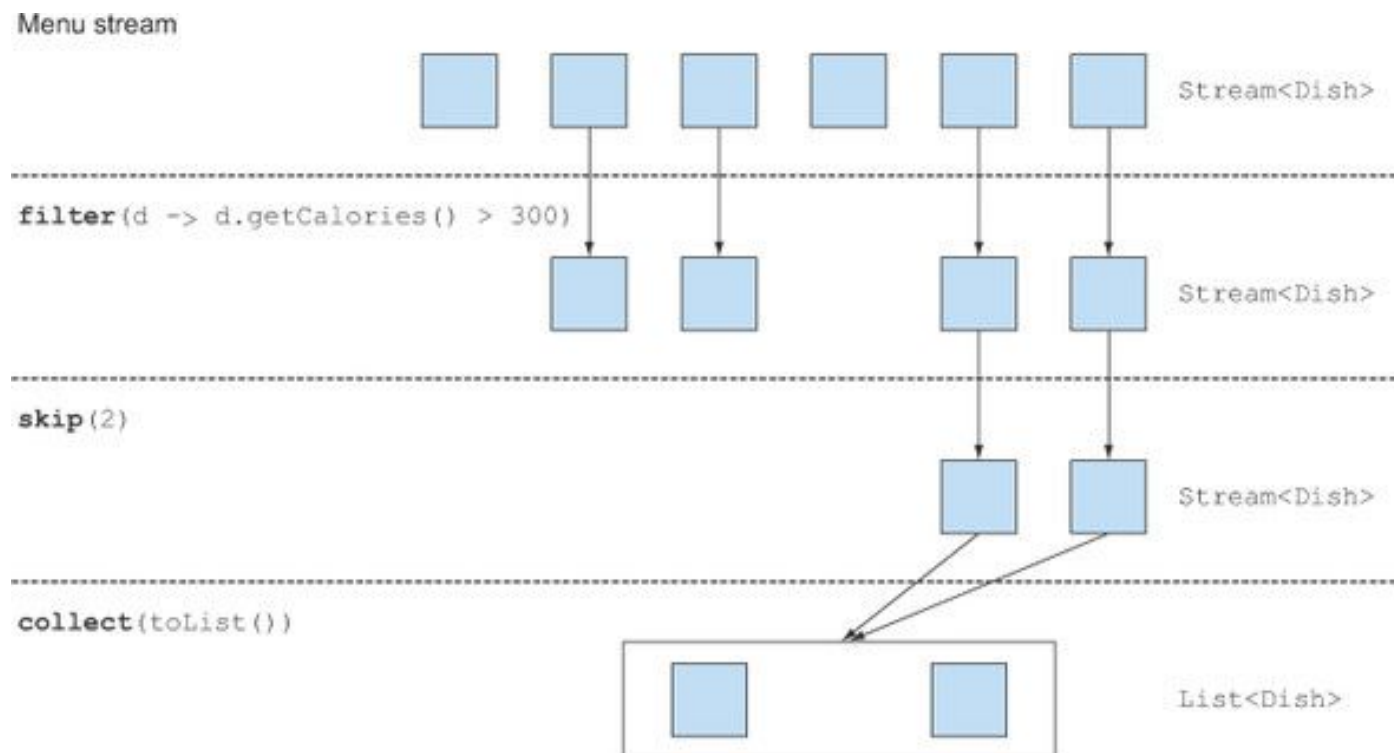 Menu stream
Stream<Dish>
filter(d -> d.getCalories() > 300)
Stream<Dish>
skip(2)
Stream<Dish>
collect(toList())
List<Dish>